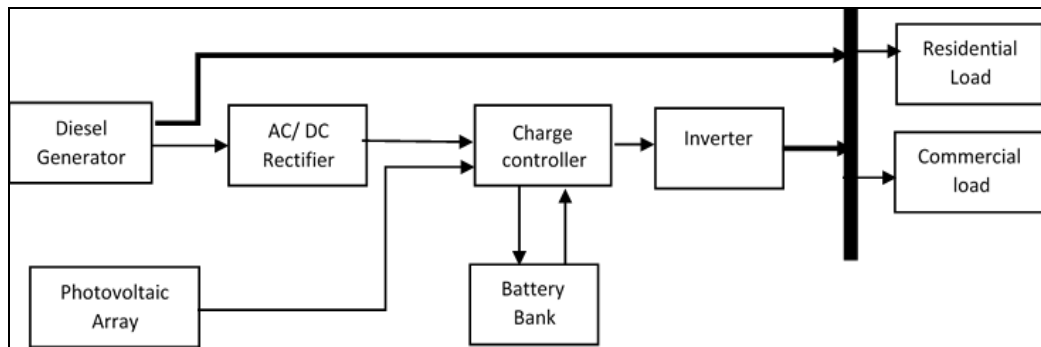 Diesel
Generator
AC/ DC
Rectifier
Charge
controller
Inverter
Residential
Load
Commercial
load
Photovoltaic
Array
Battery
Bank